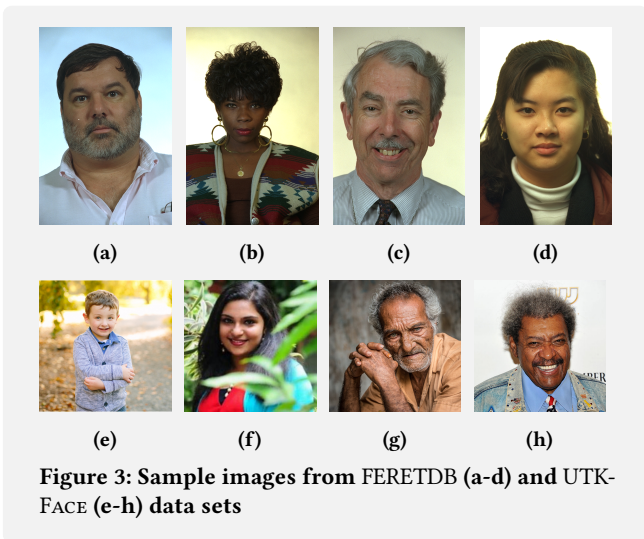 (a) (b) (c) (d)
(e) (f) (g) (h)
Figure 3: Sample images from FERETDB (a-d) and UTK-
FACE (e-h) data sets